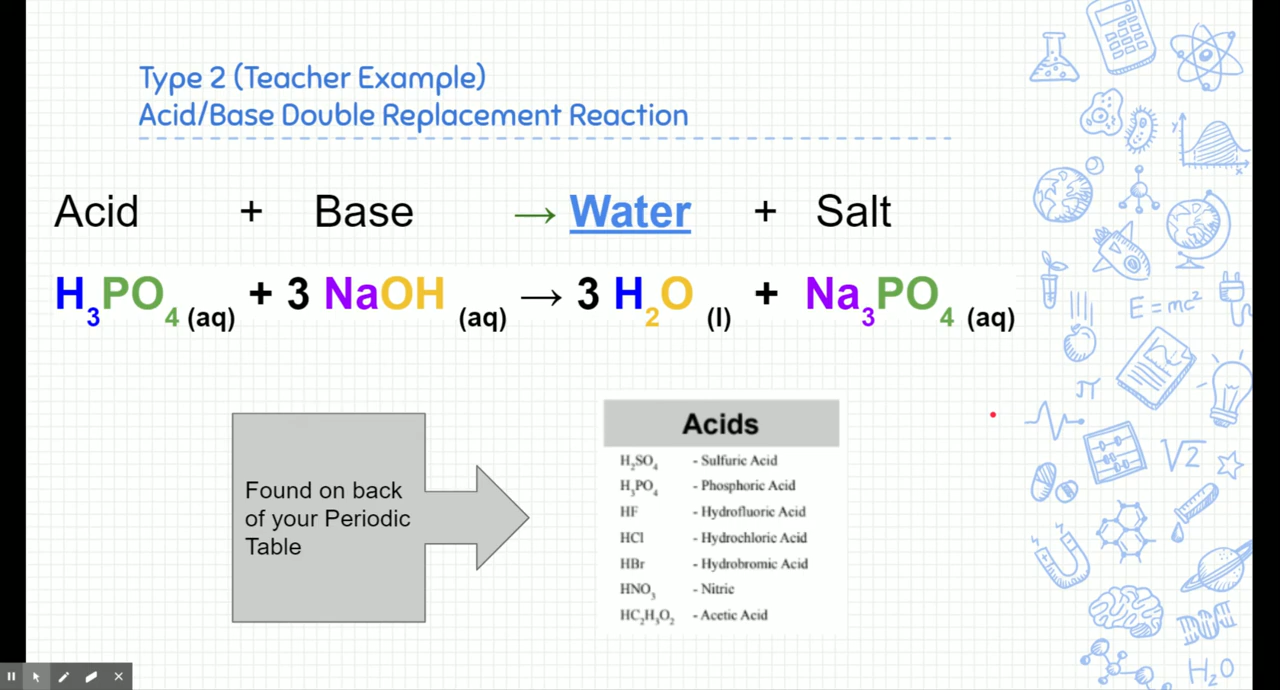 Type 2 (Teacher Example)
Acid/Base Double Replacement Reaction
Acid + Base → Water + Salt
H₃PO₄ (aq) + 3 NaOH (aq) → 3 H₂O (l) + Na₃PO₄ (aq)
Found on back
of your Periodic
Table
Acids
H₂SO₄ - Sulfuric Acid
H₃PO₄ - Phosphoric Acid
HF - Hydrofluoric Acid
HCl - Hydrochloric Acid
HBr - Hydrobromic Acid
HNO₃ - Nitric
HC₂H₃O₂ - Acetic Acid
y
x
E = mc²
π
√2
H₂O